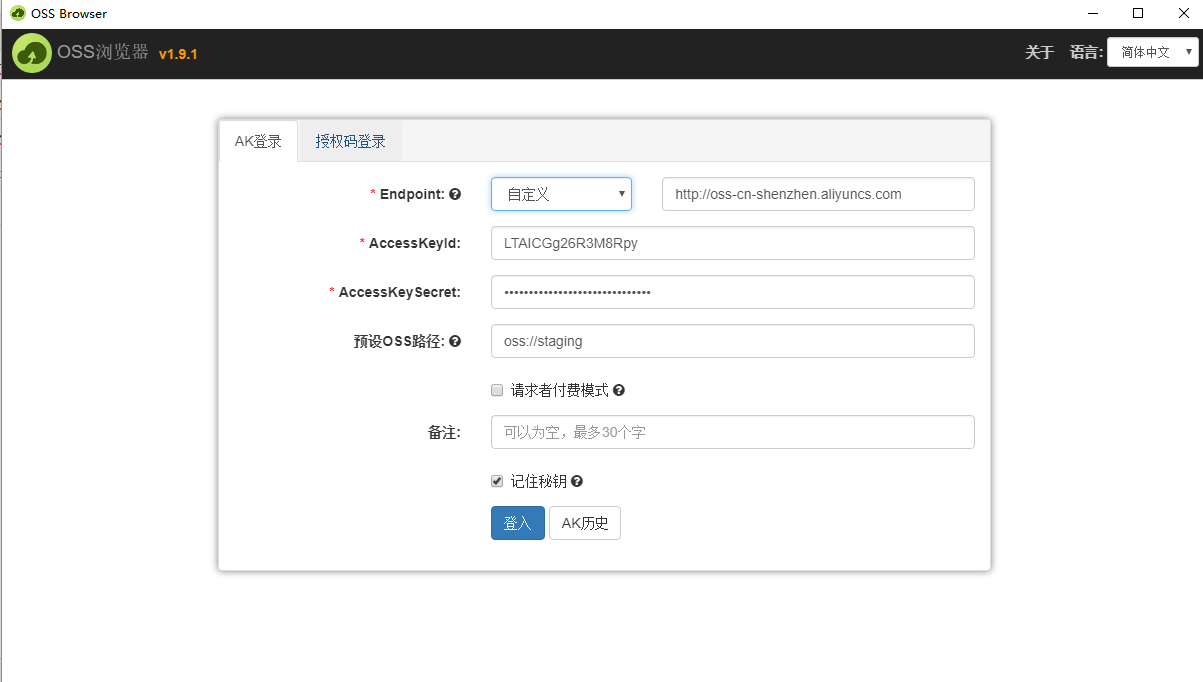 OSS Browser
OSS浏览器 v1.9.1 关于 语言: 简体中文
AK登录 授权码登录
* Endpoint: 自定义 http://oss-cn-shenzhen.aliyuncs.com
* AccessKeyId: LTAICGg26R3M8Rpy
* AccessKeySecret: ••••••••••••••••••••••••••••••
预设OSS路径: oss://staging
请求者付费模式
备注: 可以为空，最多30个字
记住秘钥
登入 AK历史